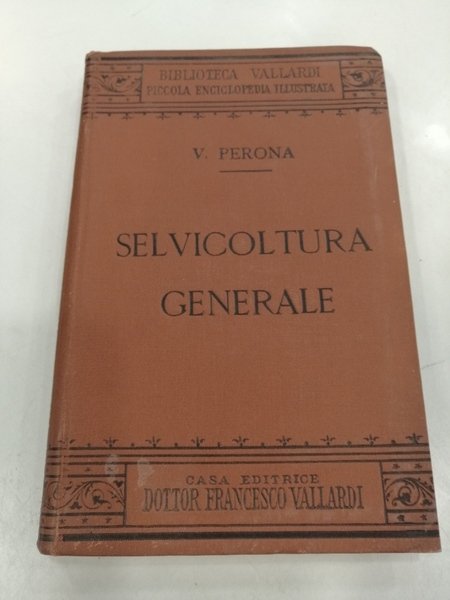 BIBLIOTECA VALLARDI
PICCOLA ENCICLOPEDIA ILLUSTRATA
V. PERONA
SELVICOLTURA
GENERALE
CASA EDITRICE
DOTTOR FRANCESCO VALLARDI